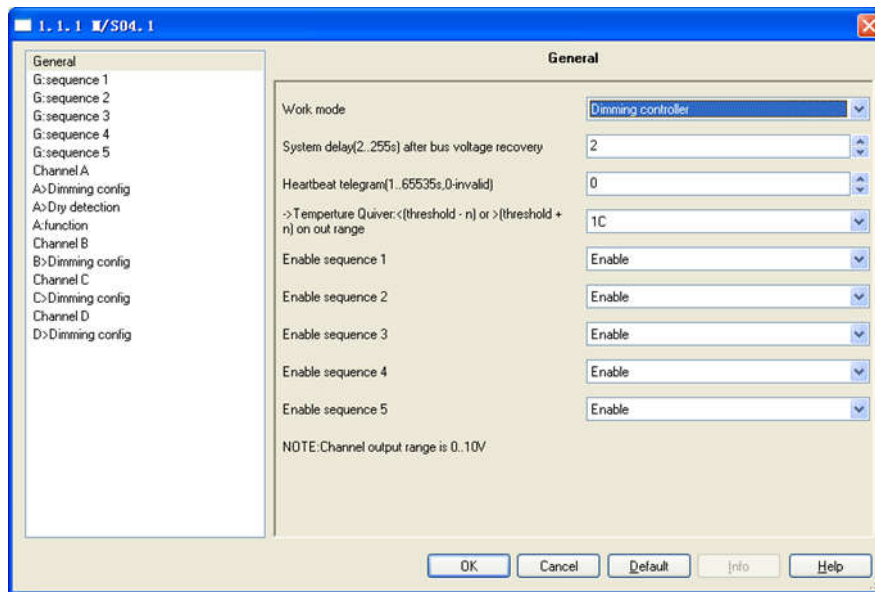 1.1.1 M/S04.1
General
G:sequence 1
G:sequence 2
G:sequence 3
G:sequence 4
G:sequence 5
Channel A
A>Dimming config
A>Dry detection
A:function
Channel B
B>Dimming config
Channel C
C>Dimming config
Channel D
D>Dimming config
General
Work mode
Dimming controller
System delay(2..255s) after bus voltage recovery
2
Heartbeat telegram(1..65535s,0-invalid)
0
->Temperture Quiver:<(threshold - n) or >(threshold +
n) on out range
1C
Enable sequence 1
Enable
Enable sequence 2
Enable
Enable sequence 3
Enable
Enable sequence 4
Enable
Enable sequence 5
Enable
NOTE:Channel output range is 0..10V
OK
Cancel
Default
Info
Help